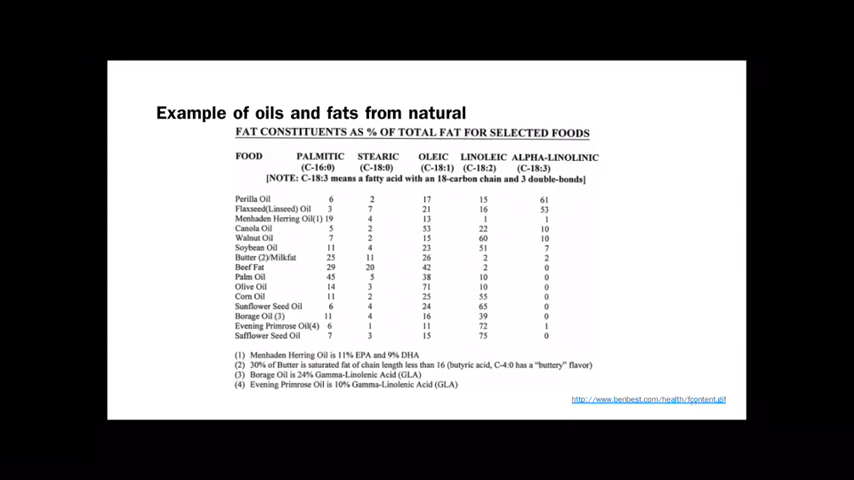 Example of oils and fats from natural
FAT CONSTITUENTS AS % OF TOTAL FAT FOR SELECTED FOODS
FOOD PALMITIC STEARIC OLEIC LINOLEIC ALPHA-LINOLINIC
(C-16:0) (C-18:0) (C-18:1) (C-18:2) (C-18:3)
[NOTE: C-18:3 means a fatty acid with an 18-carbon chain and 3 double-bonds]
Perilla Oil 6 2 17 15 61
Flaxseed(Linseed) Oil 3 7 21 16 53
Menhaden Herring Oil(1) 19 4 13 1 1
Canola Oil 5 2 53 22 10
Walnut Oil 7 2 15 60 10
Soybean Oil 11 4 23 51 7
Butter (2)/Milkfat 25 11 26 2 2
Beef Fat 29 20 42 2 0
Palm Oil 45 5 38 10 0
Olive Oil 14 3 71 10 0
Corn Oil 11 2 25 55 0
Sunflower Seed Oil 6 4 24 65 0
Borage Oil (3) 11 4 16 39 0
Evening Primrose Oil(4) 6 1 11 72 1
Safflower Seed Oil 7 3 15 75 0
(1) Menhaden Herring Oil is 11% EPA and 9% DHA
(2) 30% of Butter is saturated fat of chain length less than 16 (butyric acid, C-4:0 has a "buttery" flavor)
(3) Borage Oil is 24% Gamma-Linolenic Acid (GLA)
(4) Evening Primrose Oil is 10% Gamma-Linolenic Acid (GLA)
http://www.benbest.com/health/fcontent.gif